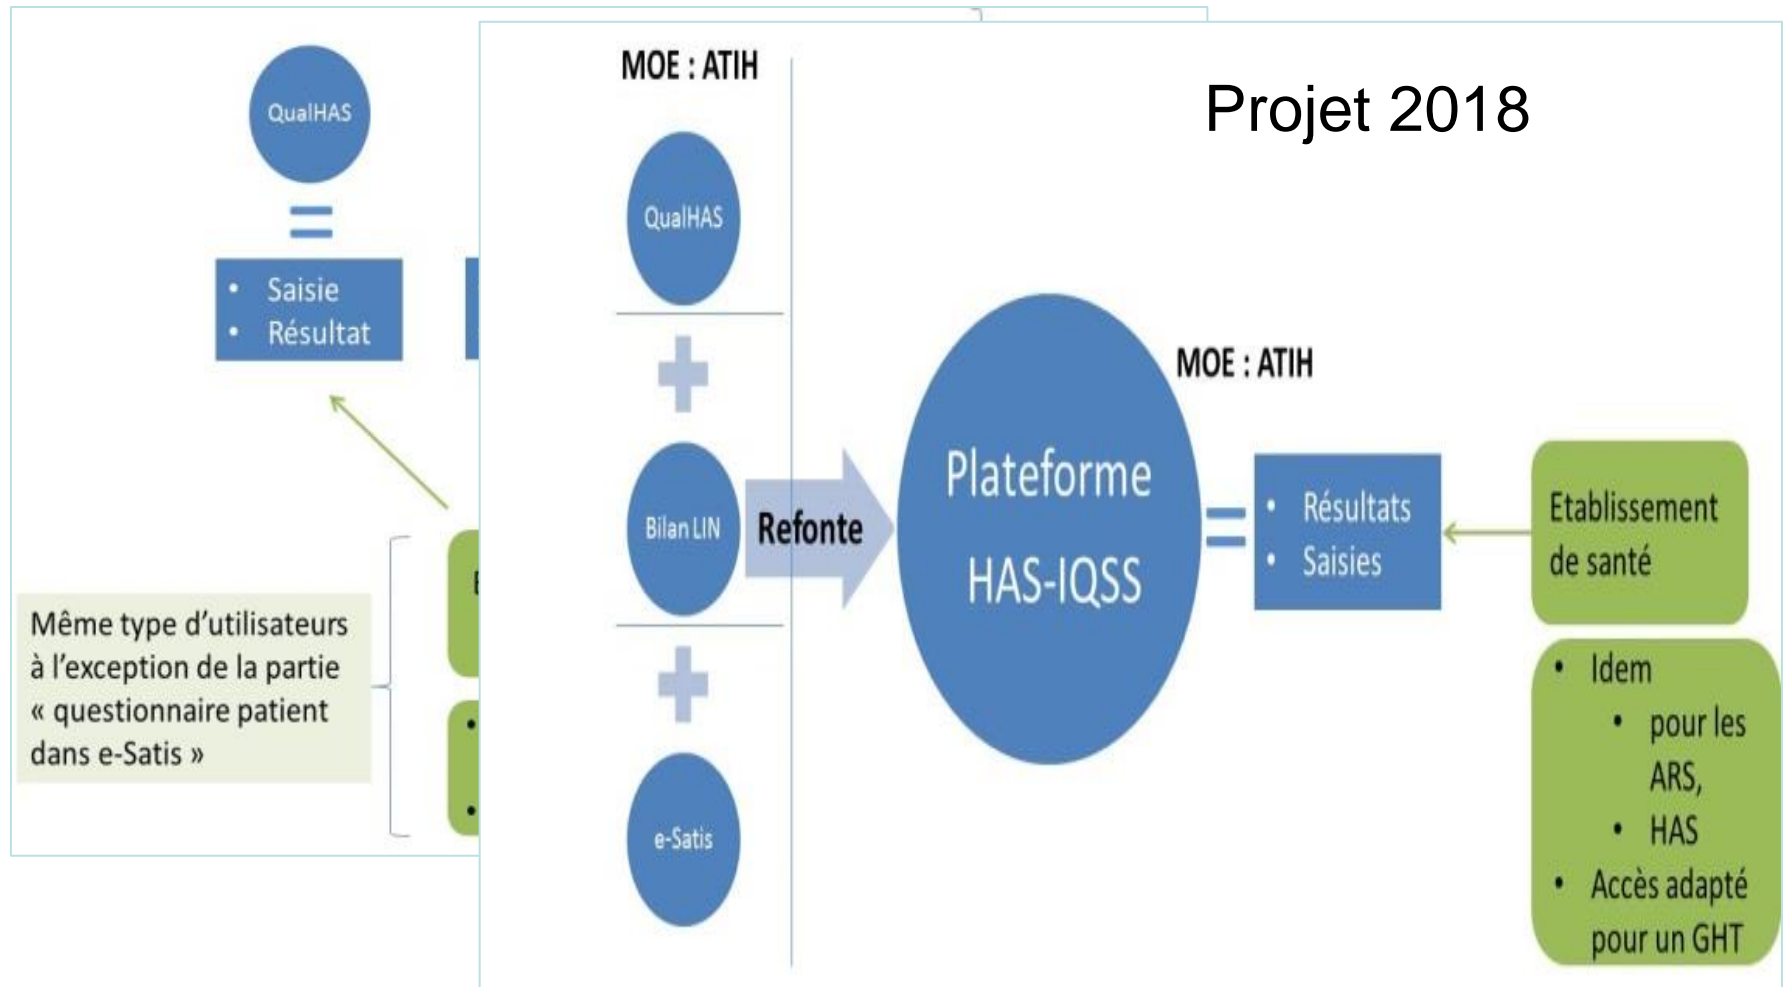 QualHAS
• Saisie
• Résultat
Même type d’utilisateurs
à l’exception de la partie
« questionnaire patient
dans e-Satis »
MOE : ATIH
Projet 2018
QualHAS
Bilan LIN
e-Satis
Refonte
Plateforme
HAS-IQSS
MOE : ATIH
• Résultats
• Saisies
Etablissement
de santé
• Idem
• pour les
ARS,
• HAS
• Accès adapté
pour un GHT